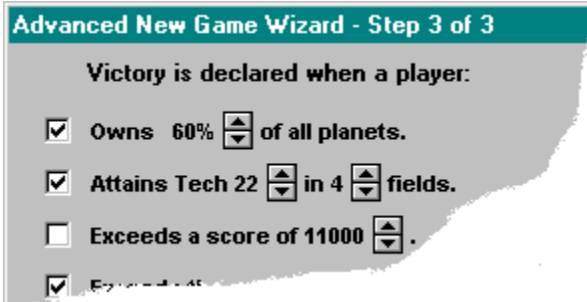 Advanced New Game Wizard - Step 3 of 3
Victory is declared when a player:
Owns 60% of all planets.
Attains Tech 22 in 4 fields.
Exceeds a score of 11000 .